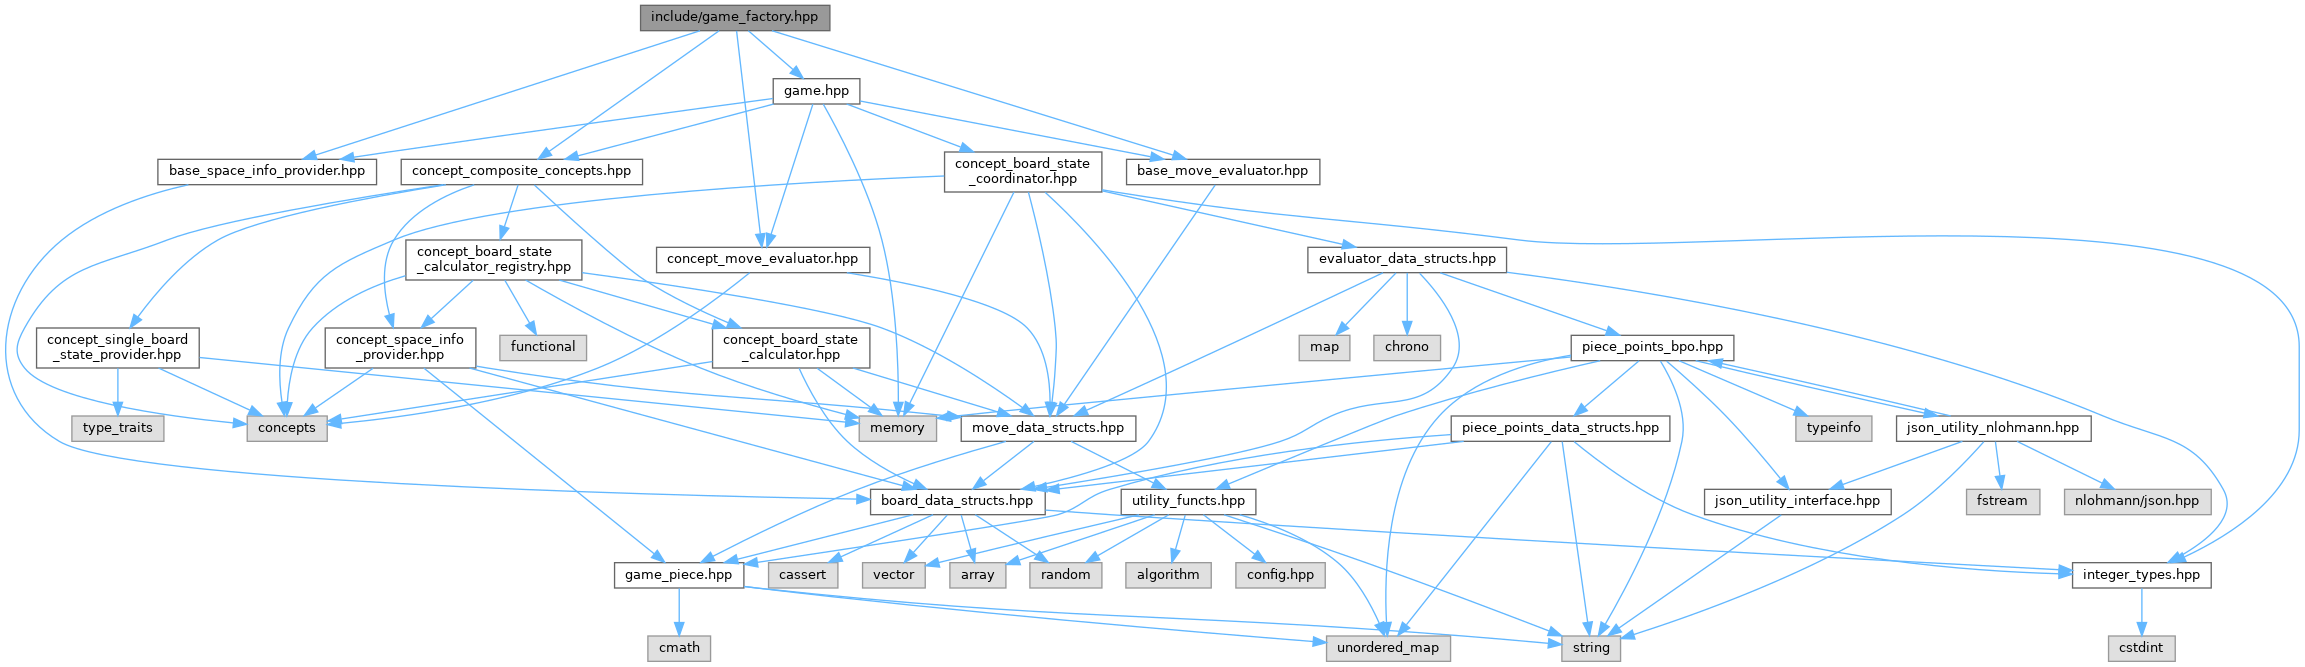 include/game_factory.hpp
game.hpp
base_space_info_provider.hpp
concept_composite_concepts.hpp
concept_board_state
_coordinator.hpp
base_move_evaluator.hpp
concept_board_state
_calculator_registry.hpp
concept_move_evaluator.hpp
evaluator_data_structs.hpp
concept_single_board
_state_provider.hpp
concept_space_info
_provider.hpp
functional
concept_board_state
_calculator.hpp
map
chrono
piece_points_bpo.hpp
type_traits
concepts
memory
move_data_structs.hpp
piece_points_data_structs.hpp
typeinfo
json_utility_nlohmann.hpp
board_data_structs.hpp
utility_functs.hpp
json_utility_interface.hpp
fstream
nlohmann/json.hpp
game_piece.hpp
cassert
vector
array
random
algorithm
config.hpp
integer_types.hpp
cmath
unordered_map
string
cstdint